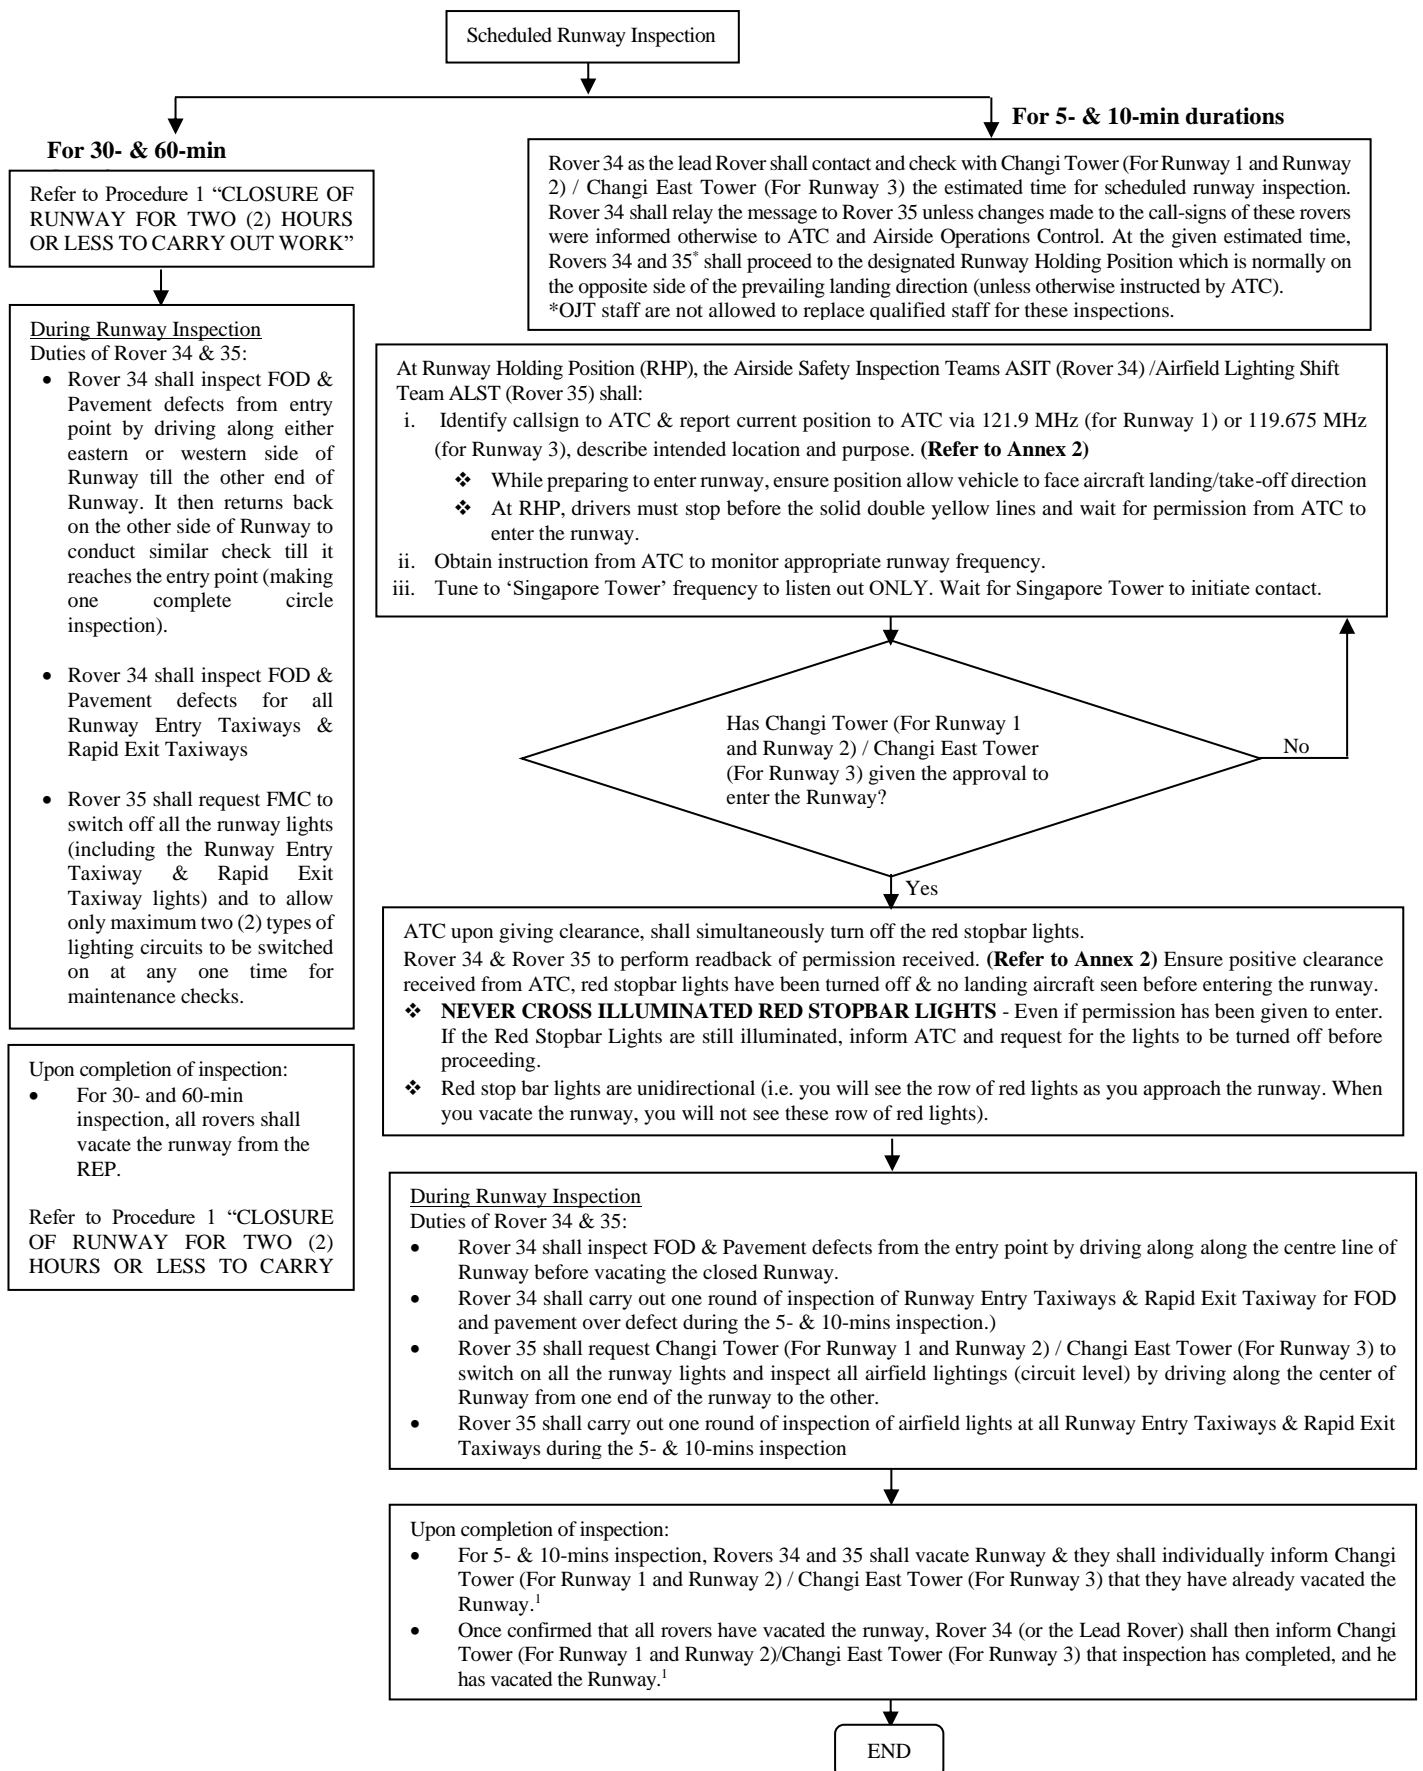 Scheduled Runway Inspection
For 30- & 60-min
Refer to Procedure 1 “CLOSURE OF
RUNWAY FOR TWO (2) HOURS
OR LESS TO CARRY OUT WORK”
During Runway Inspection
Duties of Rover 34 & 35:
• Rover 34 shall inspect FOD &
Pavement defects from entry
point by driving along either
eastern or western side of
Runway till the other end of
Runway. It then returns back
on the other side of Runway to
conduct similar check till it
reaches the entry point (making
one complete circle
inspection).
• Rover 34 shall inspect FOD &
Pavement defects for all
Runway Entry Taxiways &
Rapid Exit Taxiways
• Rover 35 shall request FMC to
switch off all the runway lights
(including the Runway Entry
Taxiway & Rapid Exit
Taxiway lights) and to allow
only maximum two (2) types of
lighting circuits to be switched
on at any one time for
maintenance checks.
Upon completion of inspection:
• For 30- and 60-min
inspection, all rovers shall
vacate the runway from the
REP.
Refer to Procedure 1 “CLOSURE
OF RUNWAY FOR TWO (2)
HOURS OR LESS TO CARRY
For 5- & 10-min durations
Rover 34 as the lead Rover shall contact and check with Changi Tower (For Runway 1 and Runway
2) / Changi East Tower (For Runway 3) the estimated time for scheduled runway inspection.
Rover 34 shall relay the message to Rover 35 unless changes made to the call-signs of these rovers
were informed otherwise to ATC and Airside Operations Control. At the given estimated time,
Rovers 34 and 35* shall proceed to the designated Runway Holding Position which is normally on
the opposite side of the prevailing landing direction (unless otherwise instructed by ATC).
*OJT staff are not allowed to replace qualified staff for these inspections.
At Runway Holding Position (RHP), the Airside Safety Inspection Teams ASIT (Rover 34) /Airfield Lighting Shift
Team ALST (Rover 35) shall:
i. Identify callsign to ATC & report current position to ATC via 121.9 MHz (for Runway 1) or 119.675 MHz
(for Runway 3), describe intended location and purpose. (Refer to Annex 2)
❖ While preparing to enter runway, ensure position allow vehicle to face aircraft landing/take-off direction
❖ At RHP, drivers must stop before the solid double yellow lines and wait for permission from ATC to
enter the runway.
ii. Obtain instruction from ATC to monitor appropriate runway frequency.
iii. Tune to ‘Singapore Tower’ frequency to listen out ONLY. Wait for Singapore Tower to initiate contact.
Has Changi Tower (For Runway 1
and Runway 2) / Changi East Tower
(For Runway 3) given the approval to
enter the Runway?
No
Yes
ATC upon giving clearance, shall simultaneously turn off the red stopbar lights.
Rover 34 & Rover 35 to perform readback of permission received. (Refer to Annex 2) Ensure positive clearance
received from ATC, red stopbar lights have been turned off & no landing aircraft seen before entering the runway.
❖ NEVER CROSS ILLUMINATED RED STOPBAR LIGHTS - Even if permission has been given to enter.
If the Red Stopbar Lights are still illuminated, inform ATC and request for the lights to be turned off before
proceeding.
❖ Red stop bar lights are unidirectional (i.e. you will see the row of red lights as you approach the runway. When
you vacate the runway, you will not see these row of red lights).
During Runway Inspection
Duties of Rover 34 & 35:
• Rover 34 shall inspect FOD & Pavement defects from the entry point by driving along along the centre line of
Runway before vacating the closed Runway.
• Rover 34 shall carry out one round of inspection of Runway Entry Taxiways & Rapid Exit Taxiway for FOD
and pavement over defect during the 5- & 10-mins inspection.)
• Rover 35 shall request Changi Tower (For Runway 1 and Runway 2) / Changi East Tower (For Runway 3) to
switch on all the runway lights and inspect all airfield lightings (circuit level) by driving along the center of
Runway from one end of the runway to the other.
• Rover 35 shall carry out one round of inspection of airfield lights at all Runway Entry Taxiways & Rapid Exit
Taxiways during the 5- & 10-mins inspection
Upon completion of inspection:
• For 5- & 10-mins inspection, Rovers 34 and 35 shall vacate Runway & they shall individually inform Changi
Tower (For Runway 1 and Runway 2) / Changi East Tower (For Runway 3) that they have already vacated the
Runway.¹
• Once confirmed that all rovers have vacated the runway, Rover 34 (or the Lead Rover) shall then inform Changi
Tower (For Runway 1 and Runway 2)/Changi East Tower (For Runway 3) that inspection has completed, and he
has vacated the Runway.¹
END